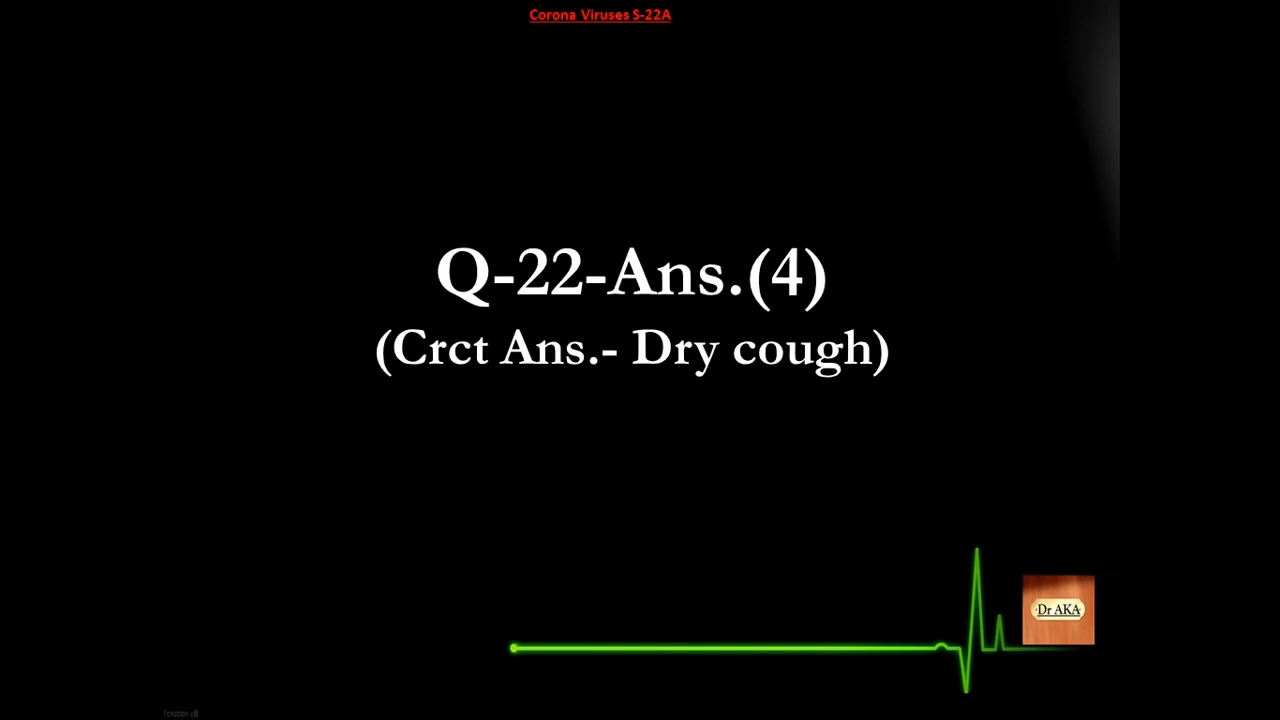 Corona Viruses S-22A
Q-22-Ans.(4)
(Crct Ans.- Dry cough)
Dr AKA